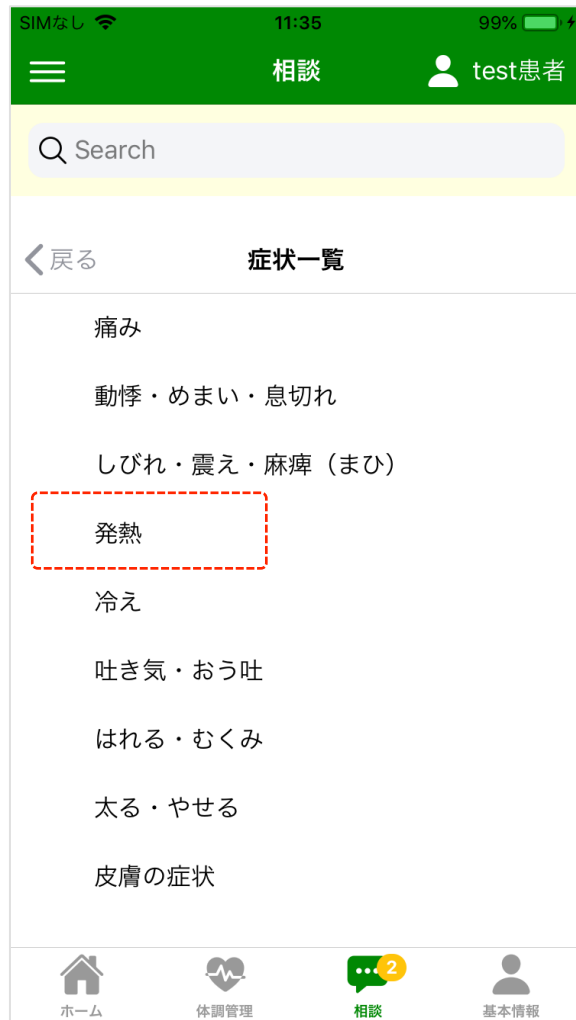 SIMなし 11:35 99%
相談 test患者
Search
戻る 症状一覧
痛み
動悸・めまい・息切れ
しびれ・震え・麻痺（まひ）
発熱
冷え
吐き気・おう吐
はれる・むくみ
太る・やせる
皮膚の症状
2
ホーム 体調管理 相談 基本情報